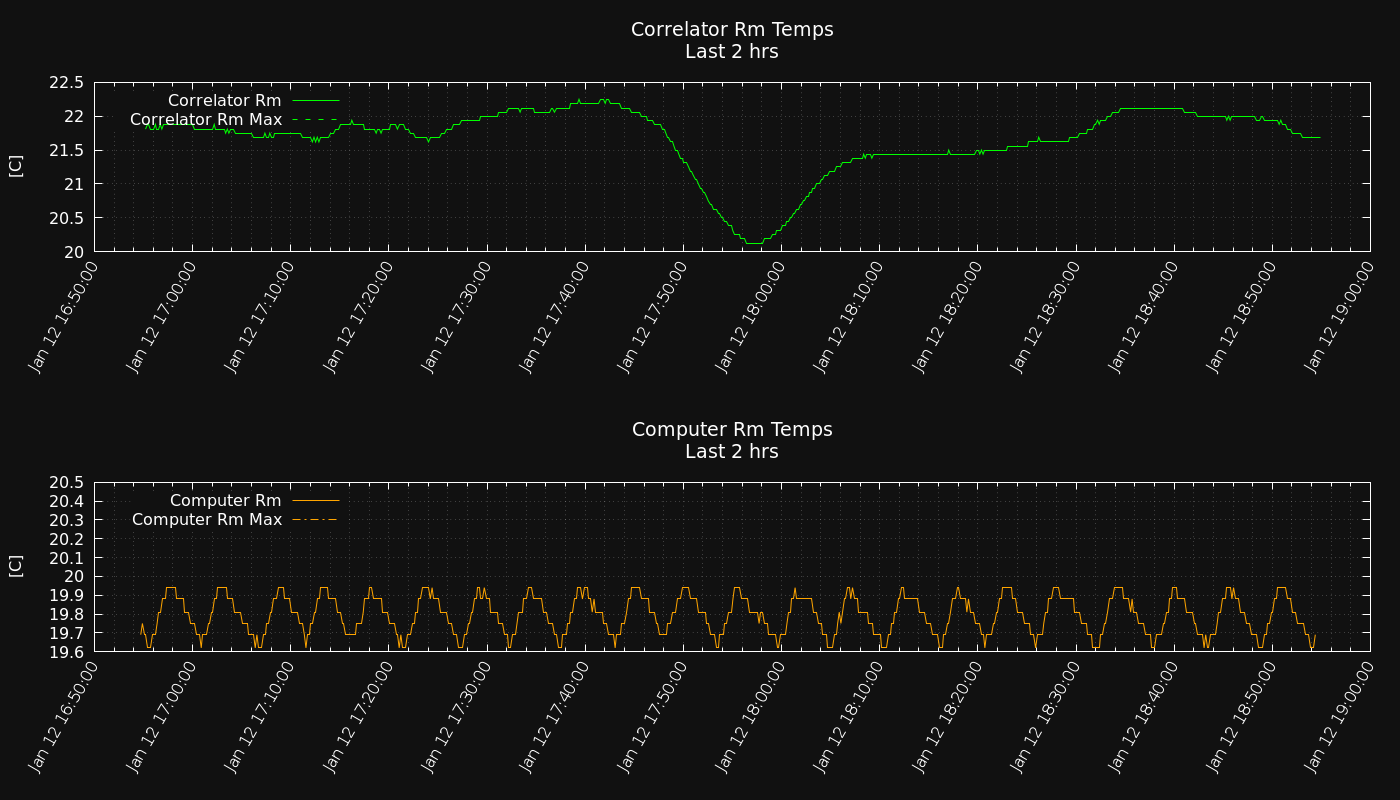 Correlator Rm Temps
Last 2 hrs
22.5
22
21.5
21
20.5
20
[C]
Correlator Rm
Correlator Rm Max
Jan 12 16:50:00
Jan 12 17:00:00
Jan 12 17:10:00
Jan 12 17:20:00
Jan 12 17:30:00
Jan 12 17:40:00
Jan 12 17:50:00
Jan 12 18:00:00
Jan 12 18:10:00
Jan 12 18:20:00
Jan 12 18:30:00
Jan 12 18:40:00
Jan 12 18:50:00
Jan 12 19:00:00
Computer Rm Temps
Last 2 hrs
20.5
20.4
20.3
20.2
20.1
20
19.9
19.8
19.7
19.6
[C]
Computer Rm
Computer Rm Max
Jan 12 16:50:00
Jan 12 17:00:00
Jan 12 17:10:00
Jan 12 17:20:00
Jan 12 17:30:00
Jan 12 17:40:00
Jan 12 17:50:00
Jan 12 18:00:00
Jan 12 18:10:00
Jan 12 18:20:00
Jan 12 18:30:00
Jan 12 18:40:00
Jan 12 18:50:00
Jan 12 19:00:00